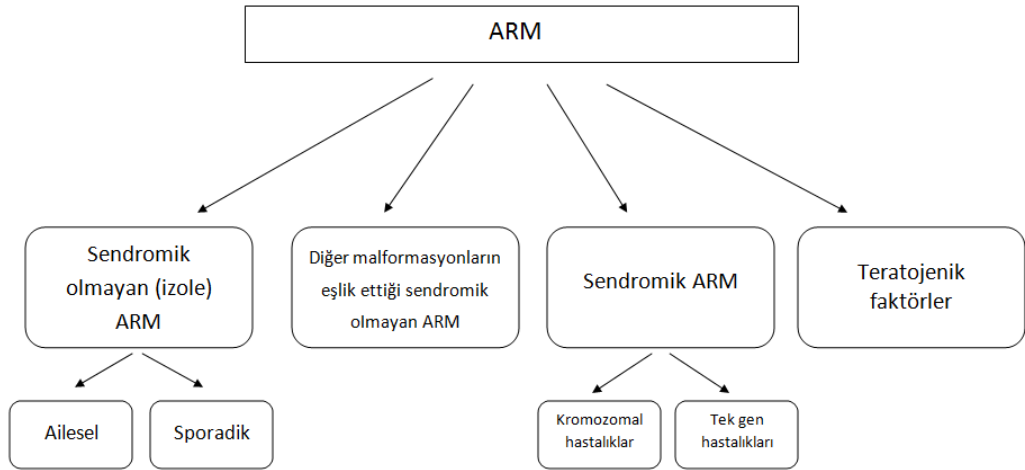 ARM
Sendromik
olmayan (izole)
ARM
Diğer malformasyonların
eşlik ettiği sendromik
olmayan ARM
Sendromik ARM
Teratojenik
faktörler
Ailesel
Sporadik
Kromozomal
hastalıklar
Tek gen
hastalıkları